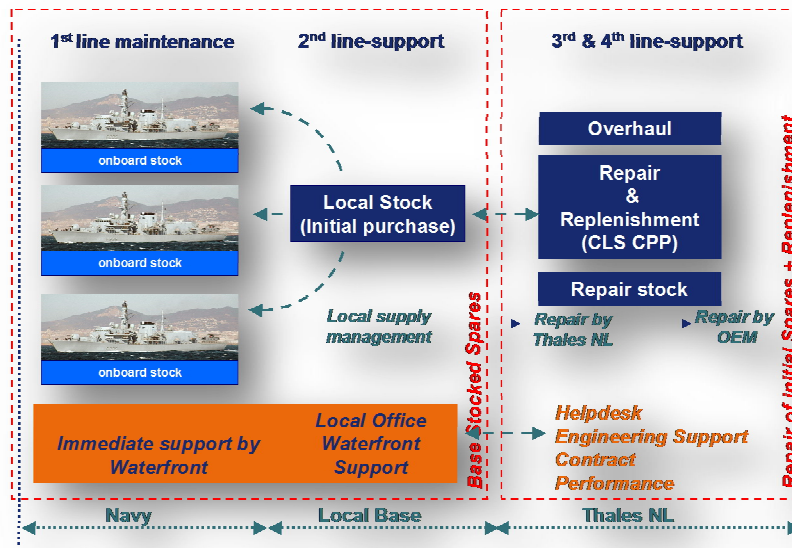 1st line maintenance
2nd line-support
3rd & 4th line-support
onboard stock
onboard stock
onboard stock
Local Stock
(Initial purchase)
Local supply
management
Overhaul
Repair
&
Replenishment
(CLS CPP)
Repair stock
Repair by
Thales NL
Repair by
OEM
Base Stocked Spares
Repair of Initial Spares + Replenishment
Immediate support by
Waterfront
Local Office
Waterfront
Support
Helpdesk
Engineering Support
Contract
Performance
Navy
Local Base
Thales NL